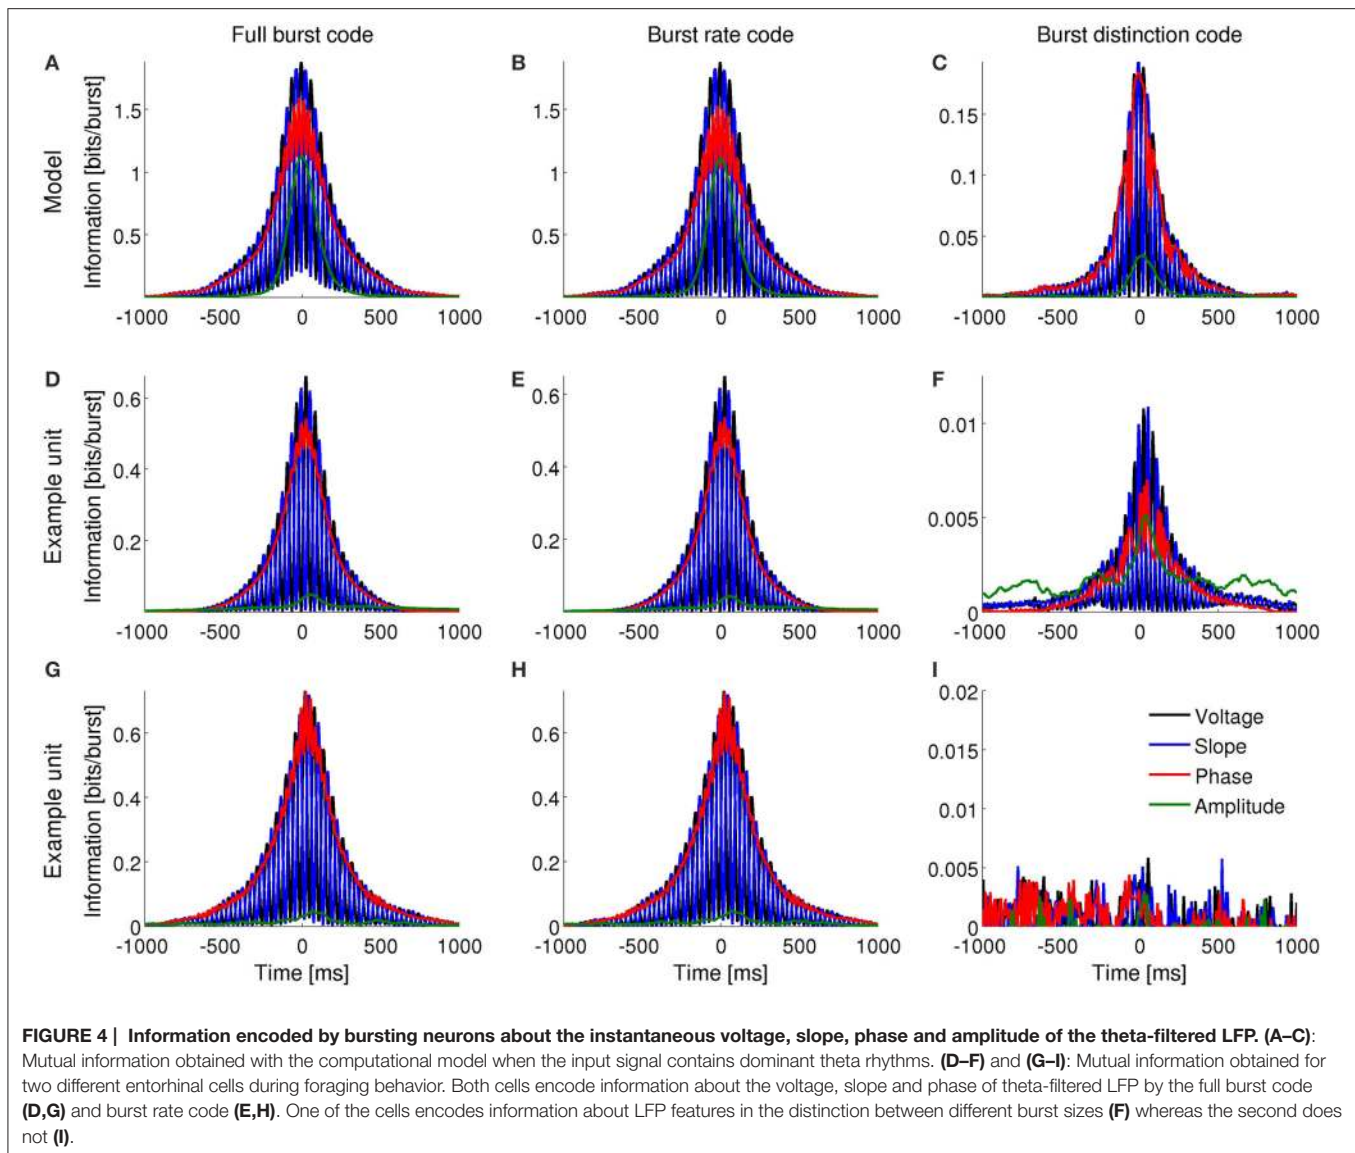 Full burst code
Burst rate code
Burst distinction code
A
B
C
Model
Information [bits/burst]
1.5
1
0.5
-1000 -500 0 500 1000
1.5
1
0.5
-1000 -500 0 500 1000
0.15
0.1
0.05
-1000 -500 0 500 1000
D
E
F
Example unit
Information [bits/burst]
0.6
0.4
0.2
-1000 -500 0 500 1000
0.6
0.4
0.2
-1000 -500 0 500 1000
0.01
0.005
0
-1000 -500 0 500 1000
G
H
I
Example unit
Information [bits/burst]
0.6
0.4
0.2
0
-1000 -500 0 500 1000
Time [ms]
0.6
0.4
0.2
0
-1000 -500 0 500 1000
Time [ms]
0.02
0.015
0.01
0.005
0
Voltage
Slope
Phase
Amplitude
-1000 -500 0 500 1000
Time [ms]
FIGURE 4 | Information encoded by bursting neurons about the instantaneous voltage, slope, phase and amplitude of the theta-filtered LFP. (A–C):
Mutual information obtained with the computational model when the input signal contains dominant theta rhythms. (D–F) and (G–I): Mutual information obtained for
two different entorhinal cells during foraging behavior. Both cells encode information about the voltage, slope and phase of theta-filtered LFP by the full burst code
(D,G) and burst rate code (E,H). One of the cells encodes information about LFP features in the distinction between different burst sizes (F) whereas the second does
not (I).